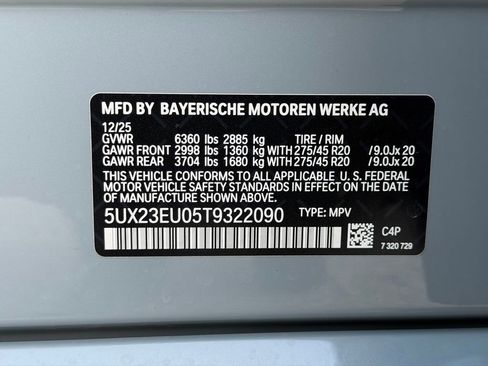 MFD BY BAYERISCHE MOTOREN WERKE AG
12/25
GVWR 6360 lbs 2885 kg TIRE / RIM
GAWR FRONT 2998 lbs 1360 kg WITH 275/45 R20 /9.0Jx 20
GAWR REAR 3704 lbs 1680 kg WITH 275/45 R20 /9.0Jx 20
THIS VEHICLE CONFORMS TO ALL APPLICABLE U. S. FEDERAL
MOTOR VEHICLE SAFETY STANDARDS IN EFFECT ON THE
DATE OF MANUFACTURE SHOWN ABOVE.
5UX23EU05T9322090 TYPE: MPV
C4P
7 320 729